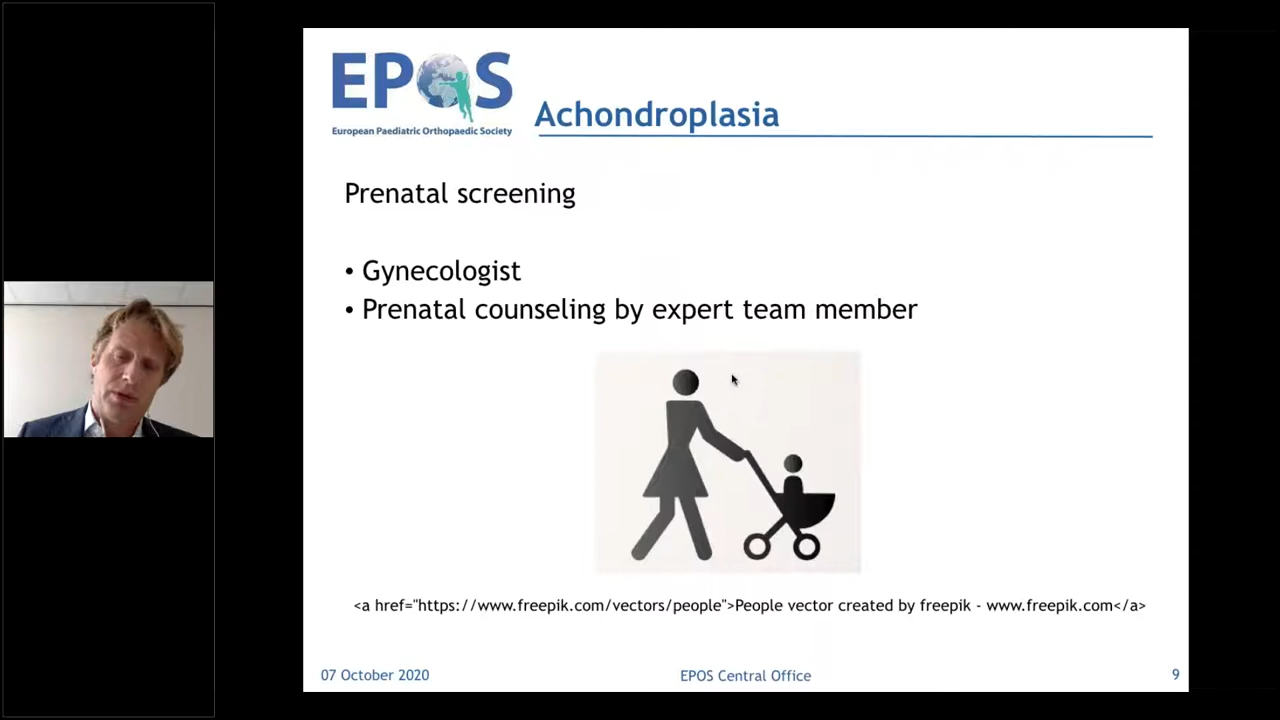 EPOS
European Paediatric Orthopaedic Society
Achondroplasia
Prenatal screening
• Gynecologist
• Prenatal counseling by expert team member
<a href="https://www.freepik.com/vectors/people">People vector created by freepik - www.freepik.com</a>
07 October 2020
EPOS Central Office
9